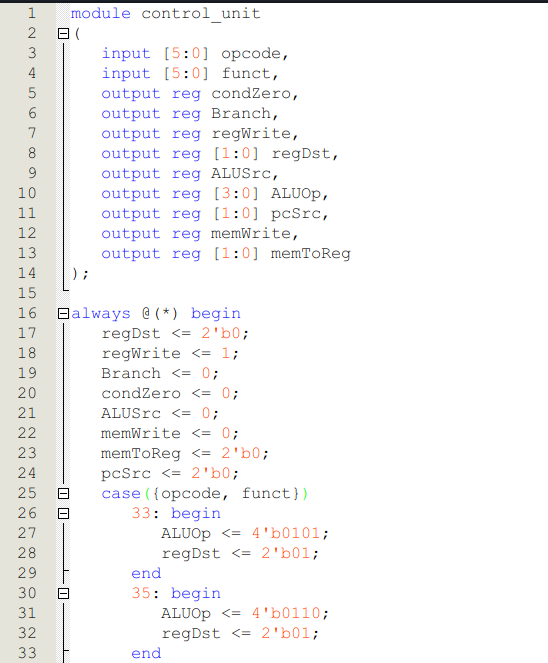 1 module control_unit
2 (
3 input [5:0] opcode,
4 input [5:0] funct,
5 output reg condZero,
6 output reg Branch,
7 output reg regWrite,
8 output reg [1:0] regDst,
9 output reg ALUSrc,
10 output reg [3:0] ALUOp,
11 output reg [1:0] pcSrc,
12 output reg memWrite,
13 output reg [1:0] memToReg
14 );
15
16 always @(*) begin
17 regDst <= 2'b0;
18 regWrite <= 1;
19 Branch <= 0;
20 condZero <= 0;
21 ALUSrc <= 0;
22 memWrite <= 0;
23 memToReg <= 2'b0;
24 pcSrc <= 2'b0;
25 case({opcode, funct})
26 33: begin
27 ALUOp <= 4'b0101;
28 regDst <= 2'b01;
29 end
30 35: begin
31 ALUOp <= 4'b0110;
32 regDst <= 2'b01;
33 end